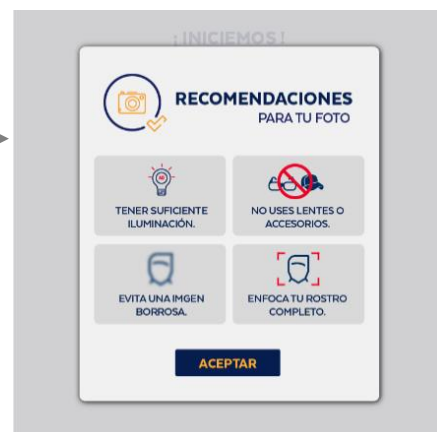 ¡INICIEMOS!
RECOMENDACIONES
PARA TU FOTO
TENER SUFICIENTE
ILUMINACIÓN.
NO USES LENTES O
ACCESORIOS.
EVITA UNA IMGEN
BORROSA.
ENFOCA TU ROSTRO
COMPLETO.
ACEPTAR